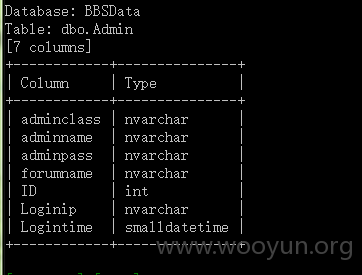 Database: BBSData
Table: dbo.Admin
[7 columns]
+------------+---------------+
| Column | Type |
+------------+---------------+
| adminclass | nvarchar |
| adminname | nvarchar |
| adminpass | nvarchar |
| forumname | nvarchar |
| ID | int |
| Loginip | nvarchar |
| Logintime | smalldatetime |
+------------+---------------+
www.wooyun.org